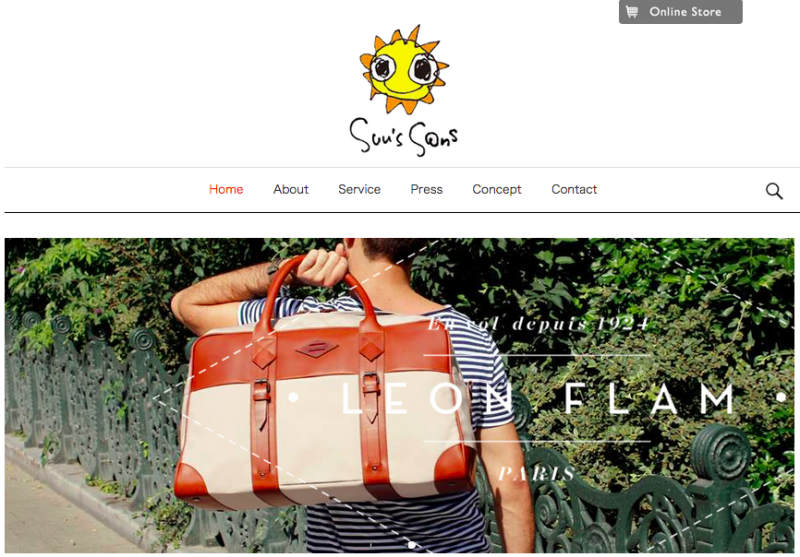 Online Store
Sun's Sons
Home About Service Press Concept Contact
En vol depuis 1924
• LEON FLAM •
PARIS